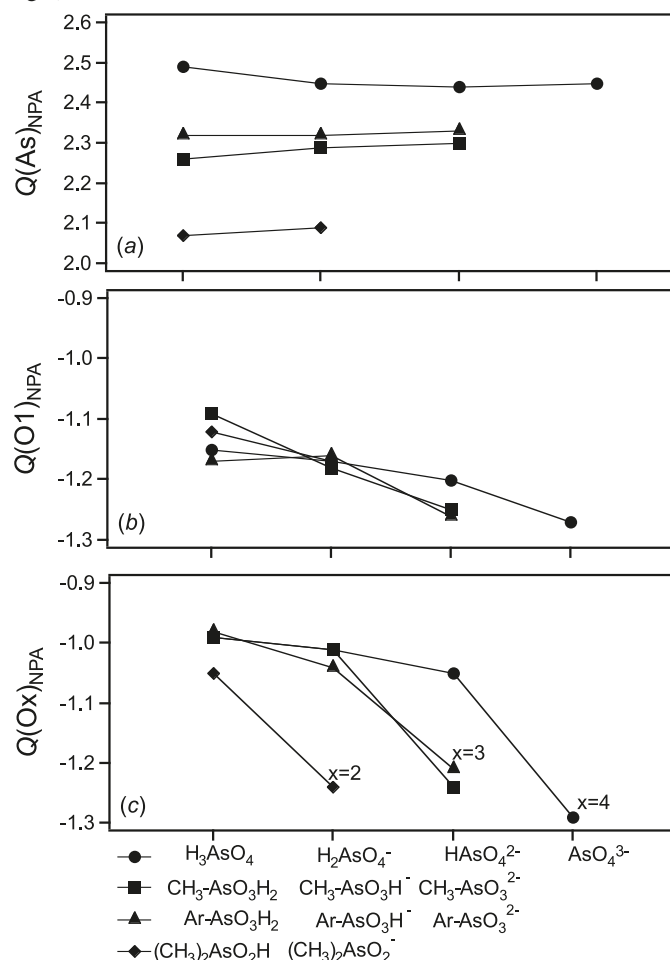 2.6
2.5
2.4
2.3
2.2
2.1
2.0
Q(As)NPA
(a)
-0.9
-1.0
-1.1
-1.2
-1.3
Q(O1)NPA
(b)
-0.9
-1.0
-1.1
-1.2
-1.3
Q(Ox)NPA
x=2
x=3
x=4
(c)
H₃AsO₄ H₂AsO₄⁻ HAsO₄²⁻ AsO₄³⁻
CH₃-AsO₃H₂ CH₃-AsO₃H⁻ CH₃-AsO₃²⁻
Ar-AsO₃H₂ Ar-AsO₃H⁻ Ar-AsO₃²⁻
(CH₃)₂AsO₂H (CH₃)₂AsO₂⁻